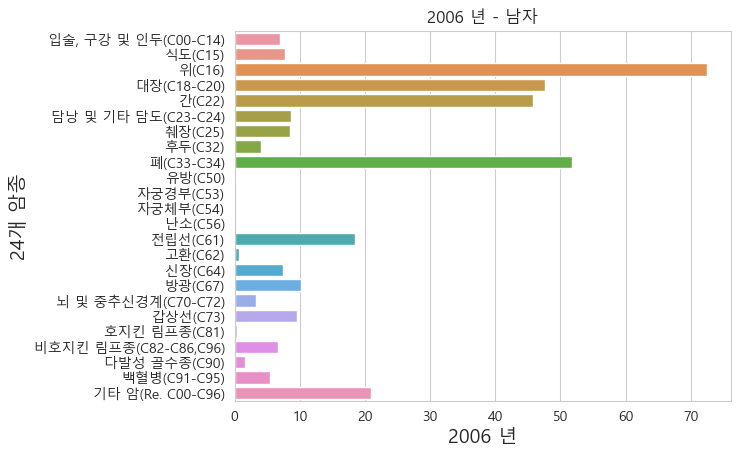 2006 년 - 남자
24개 암종
입술, 구강 및 인두(C00-C14)
식도(C15)
위(C16)
대장(C18-C20)
간(C22)
담낭 및 기타 담도(C23-C24)
췌장(C25)
후두(C32)
폐(C33-C34)
유방(C50)
자궁경부(C53)
자궁체부(C54)
난소(C56)
전립선(C61)
고환(C62)
신장(C64)
방광(C67)
뇌 및 중추신경계(C70-C72)
갑상선(C73)
호지킨 림프종(C81)
비호지킨 림프종(C82-C86,C96)
다발성 골수종(C90)
백혈병(C91-C95)
기타 암(Re. C00-C96)
0 10 20 30 40 50 60 70
2006 년